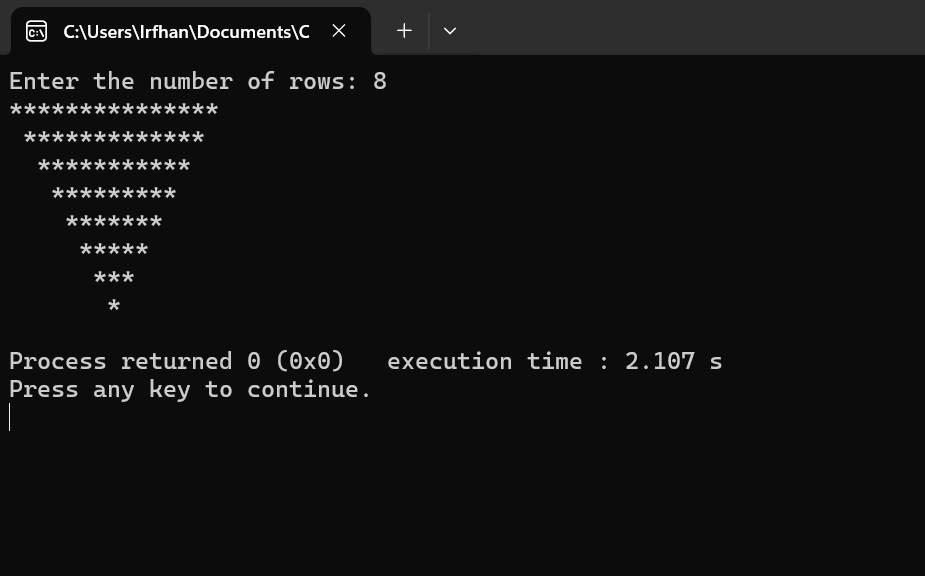 C:\Users\Irfhan\Documents\C
Enter the number of rows: 8
***************
 *************
  ***********
   *********
    *******
     *****
      ***
       *
Process returned 0 (0x0)   execution time : 2.107 s
Press any key to continue.